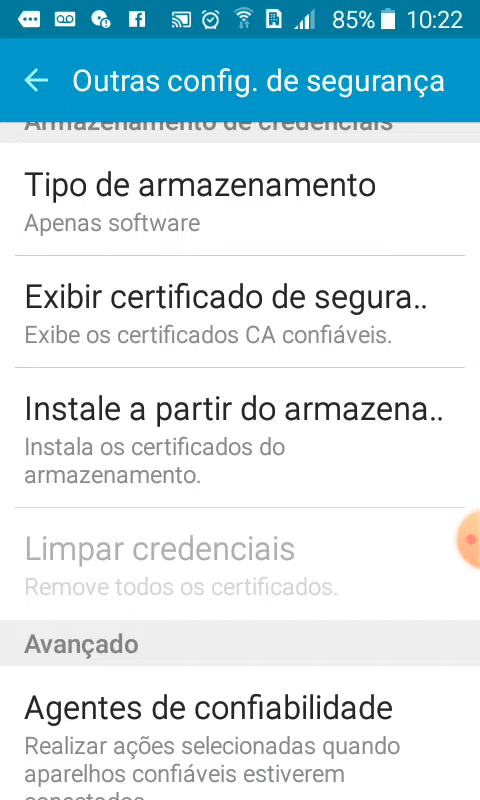 85% 10:22
Outras config. de segurança
Armazenamento de credenciais
Tipo de armazenamento
Apenas software
Exibir certificado de segura..
Exibe os certificados CA confiáveis.
Instale a partir do armazena..
Instala os certificados do
armazenamento.
Limpar credenciais
Remove todos os certificados.
Avançado
Agentes de confiabilidade
Realizar ações selecionadas quando
aparelhos confiáveis estiverem
conectados